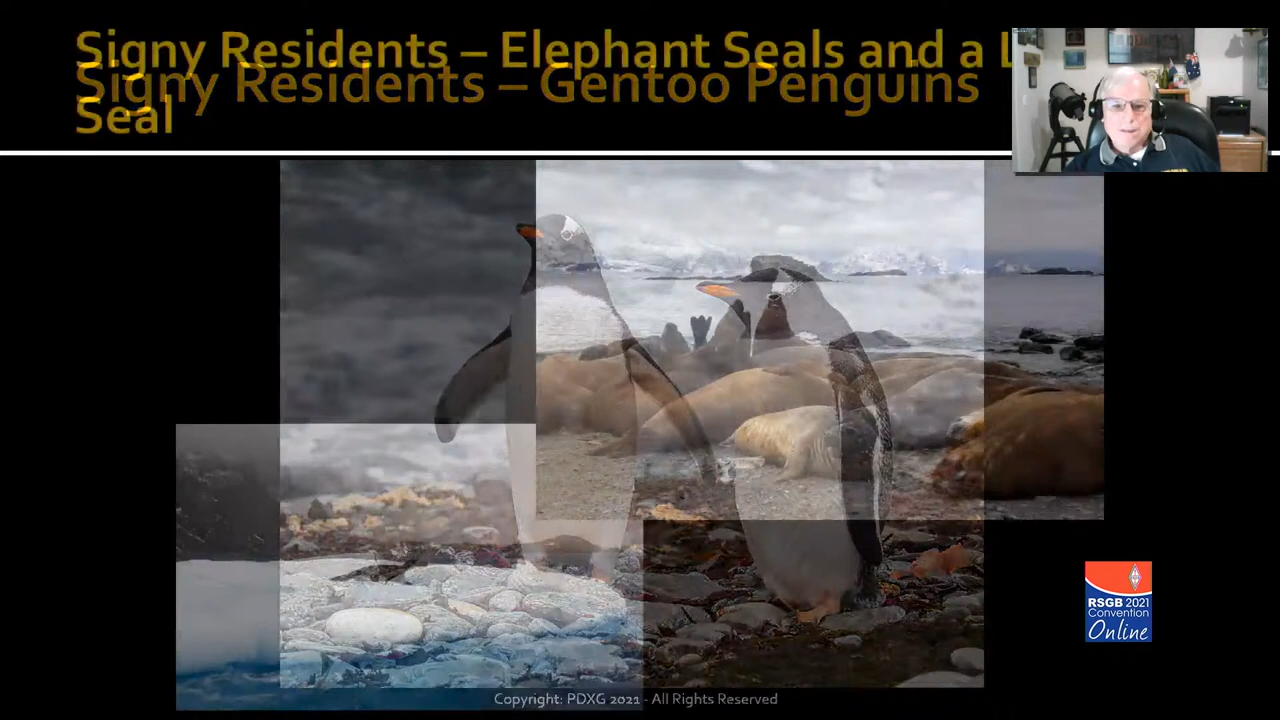 Signy Residents – Elephant Seals and a L
Signy Residents – Gentoo Penguins
Seal
RSGB 2021
Convention
Online
Copyright: PDXG 2021 - All Rights Reserved